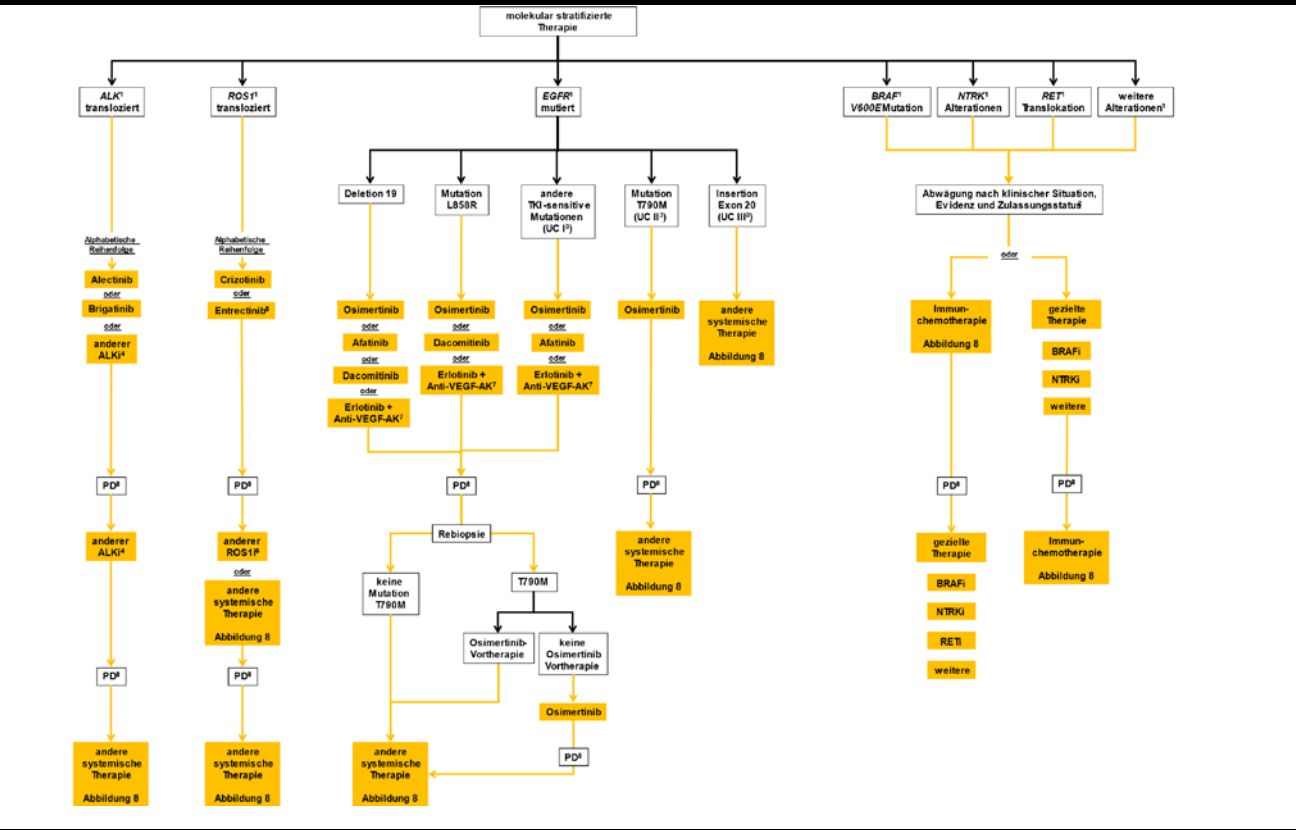 molekular stratifizierte
Therapie
ALK¹
transloziert
ROS1¹
transloziert
EGFR¹
mutiert
BRAF¹
V600EMutation
NTRK¹
Alterationen
RET¹
Translokation
weitere
Alterationen¹
Deletion 19
Mutation
L858R
andere
TKI-sensitive
Mutationen
(UC I³)
Mutation
T790M
(UC II³)
Insertion
Exon 20
(UC III³)
Abwägung nach klinischer Situation,
Evidenz und Zulassungsstatus
Alphabetische
Reihenfolge
Alectinib
oder
Brigatinib
oder
anderer
ALKi⁴
PD⁸
anderer
ALKi⁴
PD⁸
andere
systemische
Therapie
Abbildung 8
Alphabetische
Reihenfolge
Crizotinib
oder
Entrectinib⁵
PD⁸
anderer
ROS1i⁶
oder
andere
systemische
Therapie
Abbildung 8
PD⁸
andere
systemische
Therapie
Abbildung 8
Osimertinib
oder
Afatinib
oder
Dacomitinib
oder
Erlotinib +
Anti-VEGF-AK⁷
Osimertinib
oder
Dacomitinib
oder
Erlotinib +
Anti-VEGF-AK⁷
Osimertinib
oder
Afatinib
oder
Erlotinib +
Anti-VEGF-AK⁷
PD⁸
Rebiopsie
keine
Mutation
T790M
T790M
Osimertinib-
Vortherapie
keine
Osimertinib
Vortherapie
Osimertinib
PD⁸
andere
systemische
Therapie
Abbildung 8
Osimertinib
PD⁸
andere
systemische
Therapie
Abbildung 8
andere
systemische
Therapie
Abbildung 8
oder
Immun-
chemotherapie
Abbildung 8
PD⁸
gezielte
Therapie
BRAFi
NTRKi
RETi
weitere
gezielte
Therapie
BRAFi
NTRKi
weitere
PD⁸
Immun-
chemotherapie
Abbildung 8